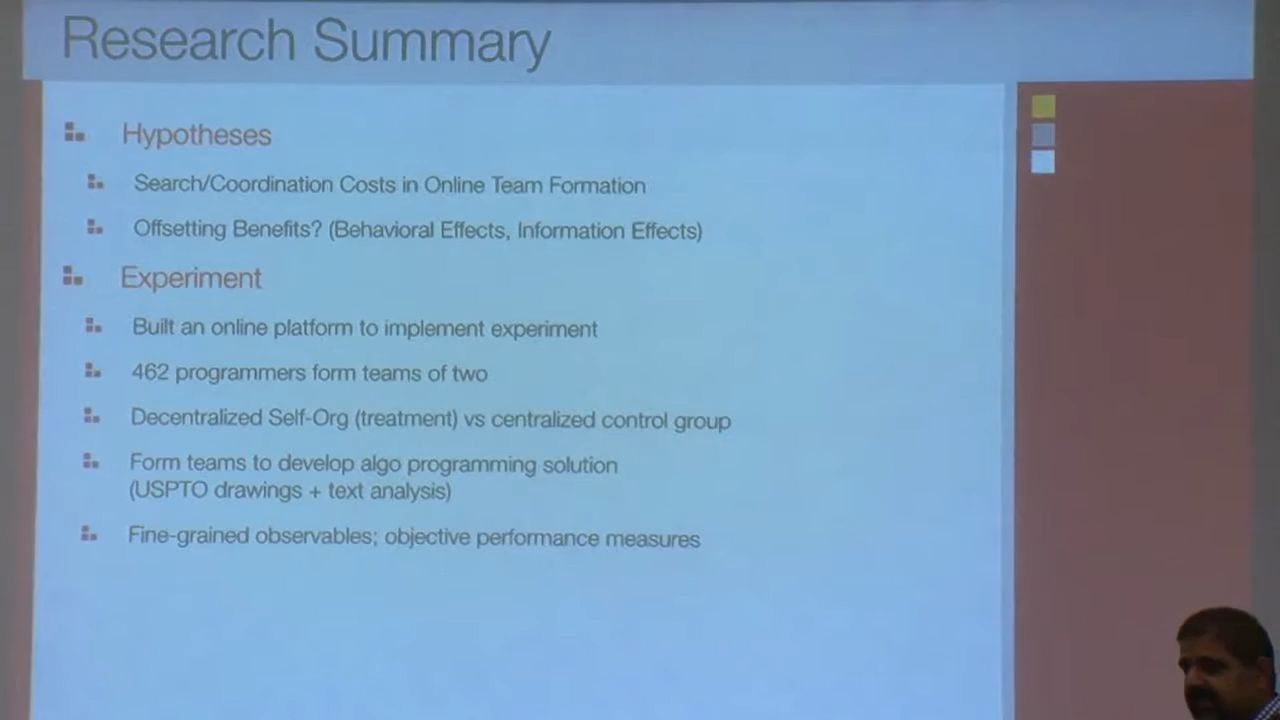 Research Summary
Hypotheses
Search/Coordination Costs in Online Team Formation
Offsetting Benefits? (Behavioral Effects, Information Effects)
Experiment
Built an online platform to implement experiment
462 programmers form teams of two
Decentralized Self-Org (treatment) vs centralized control group
Form teams to develop algo programming solution
(USPTO drawings + text analysis)
Fine-grained observables; objective performance measures